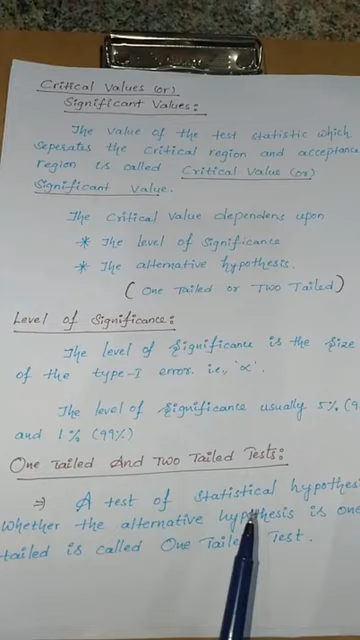 Critical Values (or)
Significant Values:
The value of the test statistic which
seperates the critical region and acceptance
region is called Critical Value (or)
Significant Value.
The Critical value dependens upon
* The level of Significance
* The alternative hypothesis.
(One Tailed or Two Tailed)
Level of Significance:
The level of Significance is the Size
of the type-I error. i.e., 'α'.
The level of Significance usually 5% (9
and 1% (99%)
One Tailed And Two Tailed Tests:
⇒ A test of Statistical hypothes
whether the alternative hypothesis is one
tailed is called One Tailed Test.